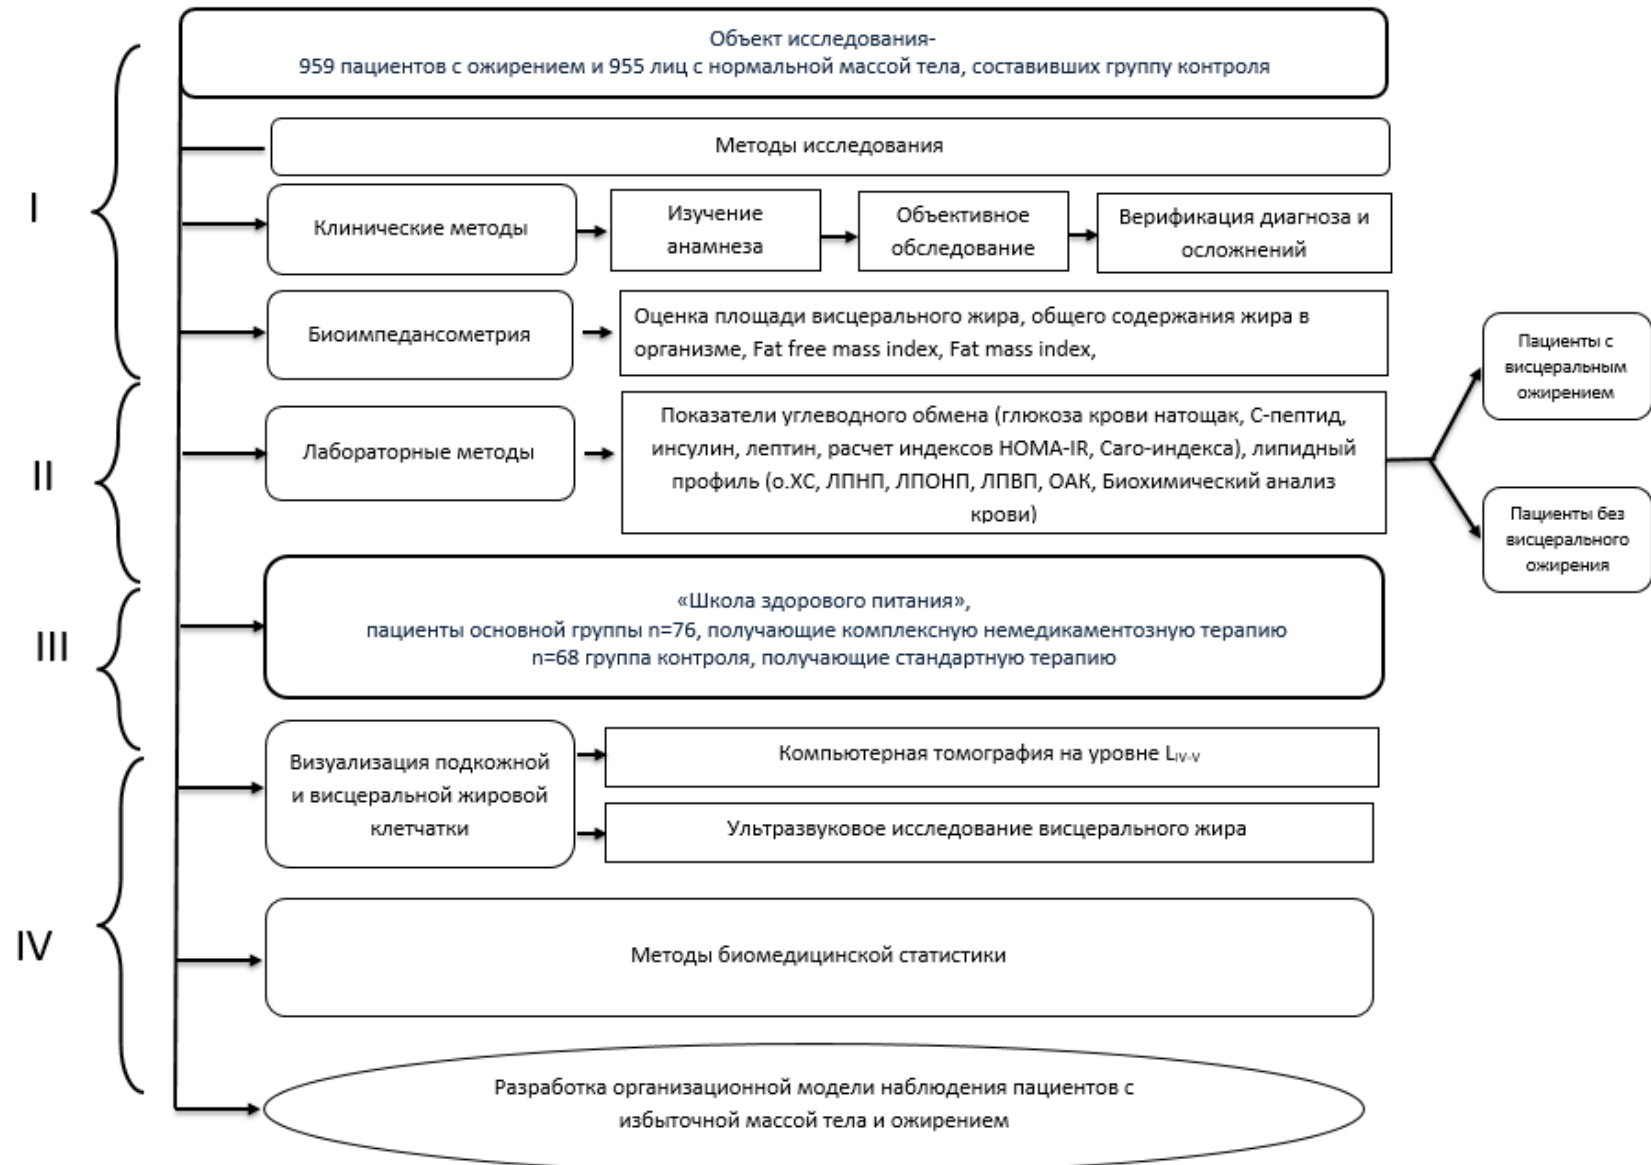 Объект исследования-
959 пациентов с ожирением и 955 лиц с нормальной массой тела, составивших группу контроля
Методы исследования
I
Клинические методы
Изучение
анамнеза
Объективное
обследование
Верификация диагноза и
осложнений
Биоимпедансометрия
Оценка площади висцерального жира, общего содержания жира в
организме, Fat free mass index, Fat mass index,
Пациенты с
висцеральным
ожирением
II
Лабораторные методы
Показатели углеводного обмена (глюкоза крови натощак, С-пептид,
инсулин, лептин, расчет индексов HOMA-IR, Caro-индекса), липидный
профиль (о.ХС, ЛПНП, ЛПОНП, ЛПВП, ОАК, Биохимический анализ
крови)
Пациенты без
висцерального
ожирения
III
«Школа здорового питания»,
пациенты основной группы n=76, получающие комплексную немедикаментозную терапию
n=68 группа контроля, получающие стандартную терапию
Визуализация подкожной
и висцеральной жировой
клетчатки
Компьютерная томография на уровне LIV-V
Ультразвуковое исследование висцерального жира
IV
Методы биомедицинской статистики
Разработка организационной модели наблюдения пациентов с
избыточной массой тела и ожирением